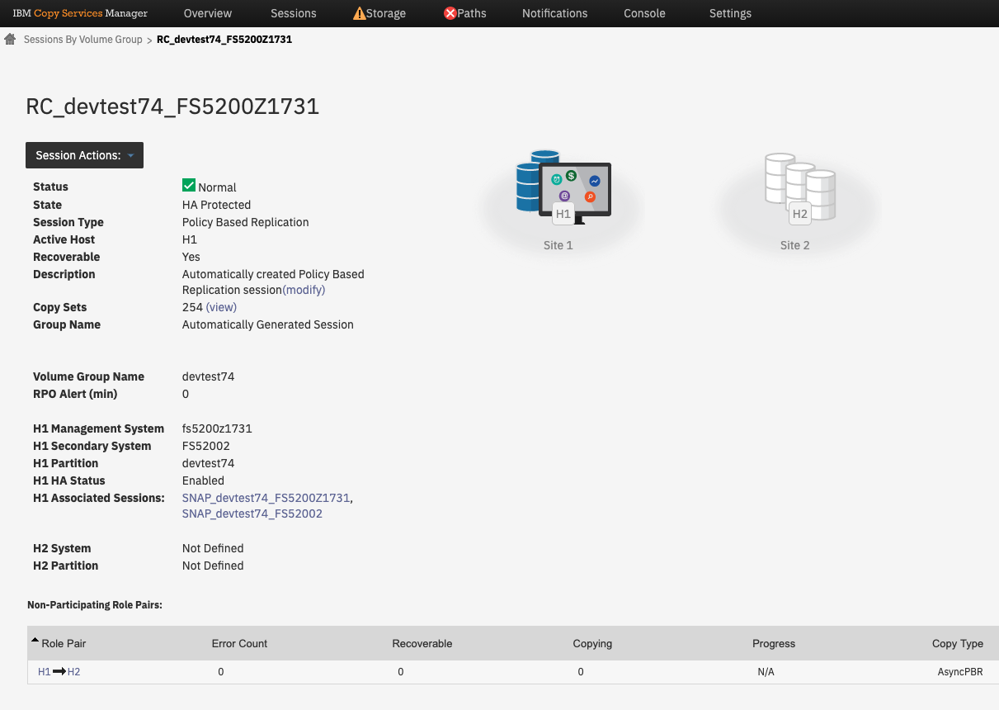 IBM Copy Services Manager Overview Sessions Storage Paths Notifications Console Settings
Sessions By Volume Group > RC_devtest74_FS5200Z1731
RC_devtest74_FS5200Z1731
Session Actions:
Status Normal
State HA Protected
Session Type Policy Based Replication
Active Host H1
Recoverable Yes
Description Automatically created Policy Based
Replication session(modify)
Copy Sets 254 (view)
Group Name Automatically Generated Session
Volume Group Name devtest74
RPO Alert (min) 0
H1 Management System fs5200z1731
H1 Secondary System FS52002
H1 Partition devtest74
H1 HA Status Enabled
H1 Associated Sessions: SNAP_devtest74_FS5200Z1731,
SNAP_devtest74_FS52002
H2 System Not Defined
H2 Partition Not Defined
$
@
H1
Site 1
H2
Site 2
Non-Participating Role Pairs:
Role Pair Error Count Recoverable Copying Progress Copy Type
H1 H2 0 0 0 N/A AsyncPBR